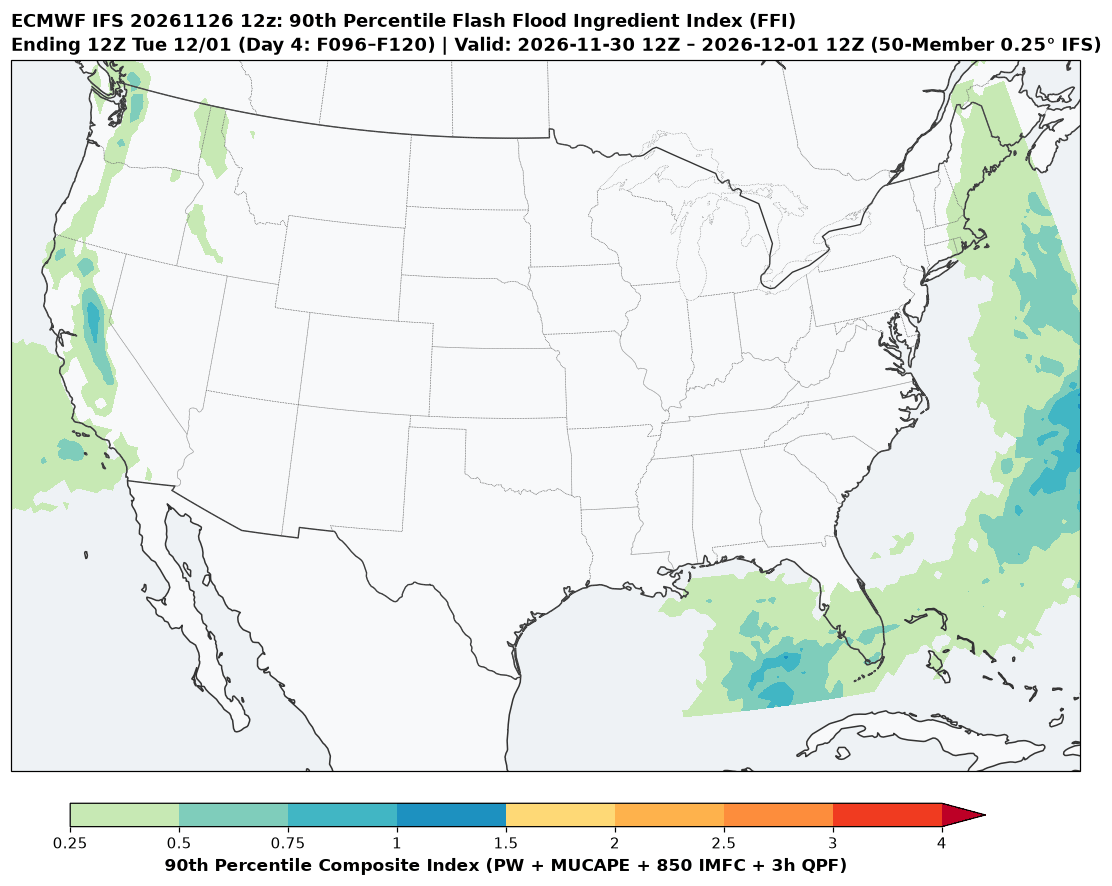 ECMWF IFS 20261126 12z: 90th Percentile Flash Flood Ingredient Index (FFI)
Ending 12Z Tue 12/01 (Day 4: F096–F120) | Valid: 2026-11-30 12Z – 2026-12-01 12Z (50-Member 0.25° IFS)
0.25 0.5 0.75 1 1.5 2 2.5 3 4
90th Percentile Composite Index (PW + MUCAPE + 850 IMFC + 3h QPF)